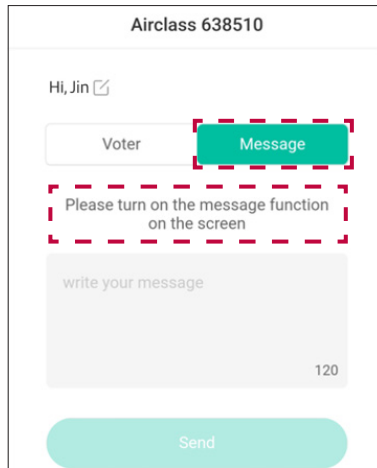 Airclass 638510
Hi, Jin
Voter
Message
Please turn on the message function
on the screen
write your message
120
Send